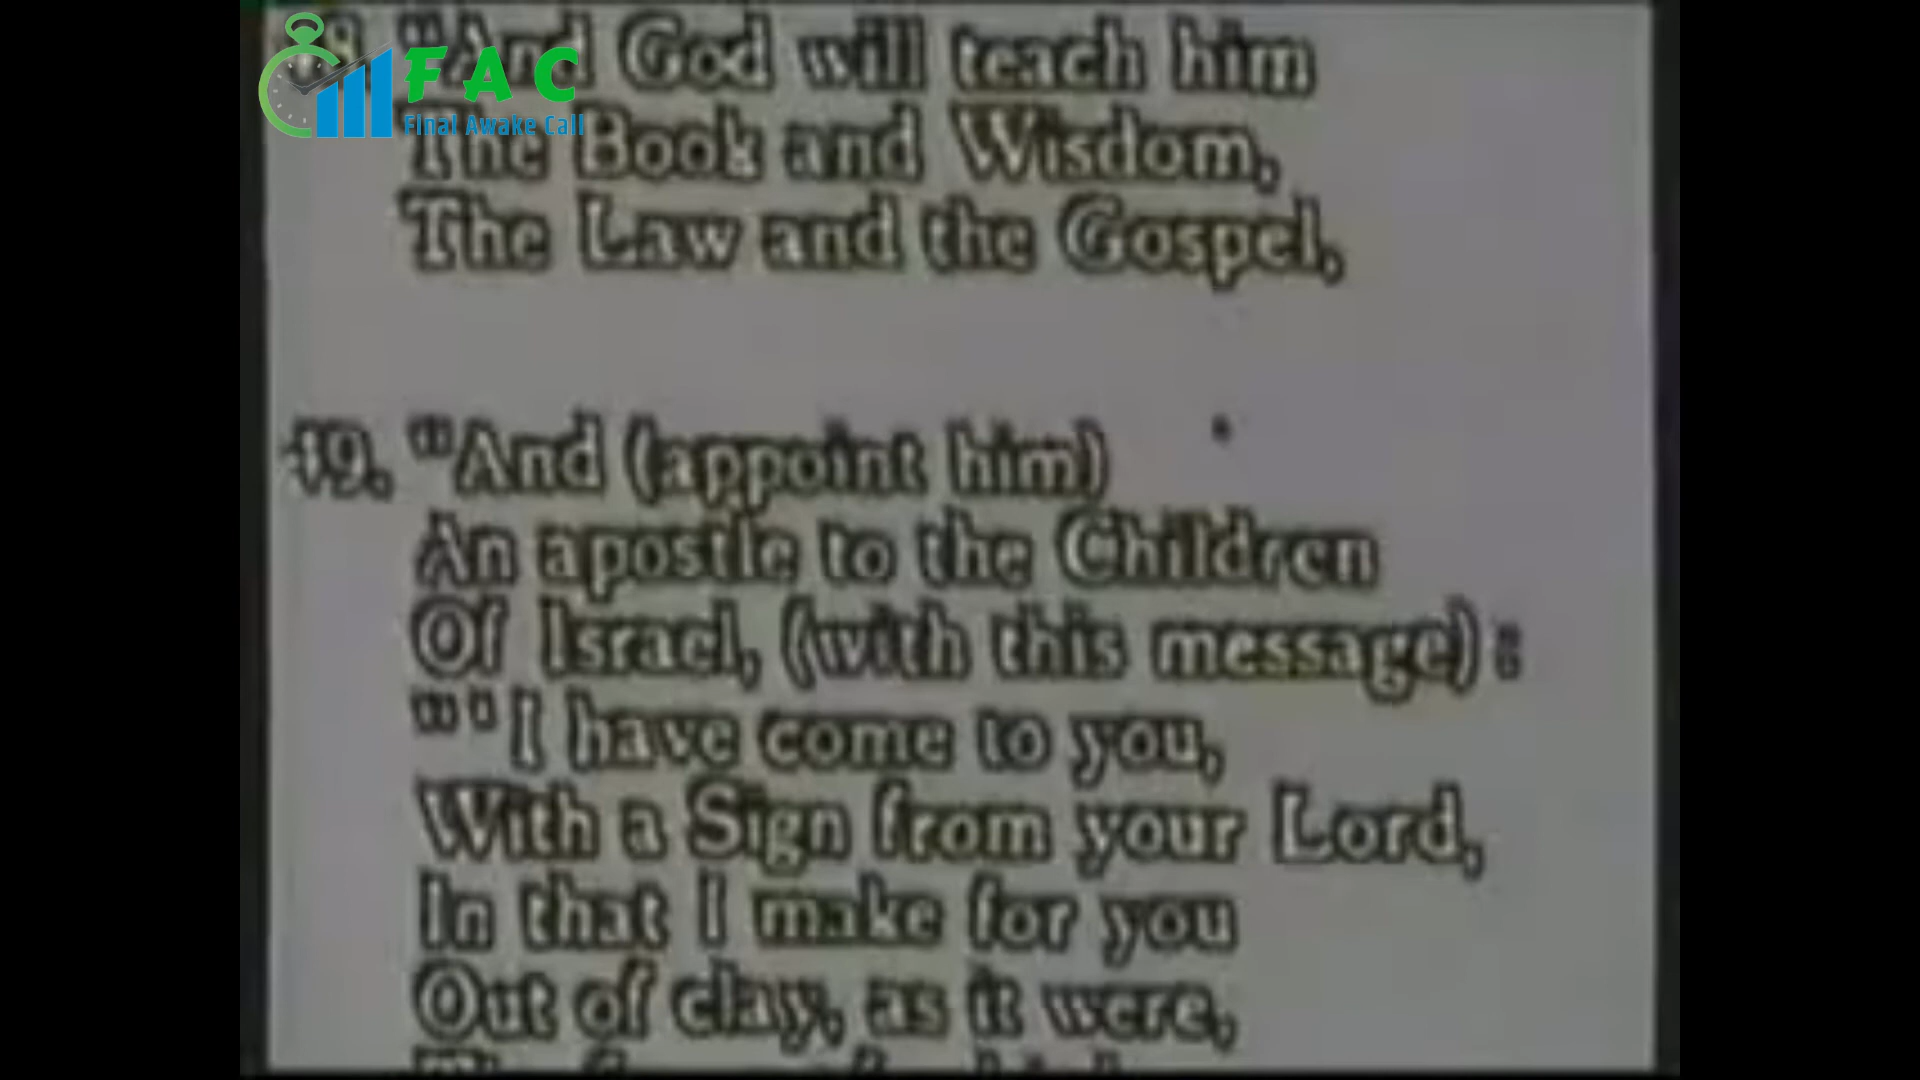 FAC
Final Awake Call
8 "And God will teach him
The Book and Wisdom,
The Law and the Gospel,
49. "And (appoint him)
An apostle to the Children
Of Israel, (with this message) :
"'I have come to you,
With a Sign from your Lord,
In that I make for you
Out of clay, as it were,